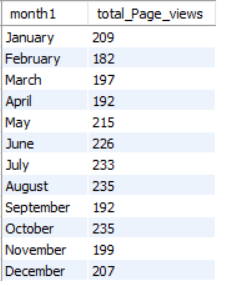 month1 total_Page_views
January 209
February 182
March 197
April 192
May 215
June 226
July 233
August 235
September 192
October 235
November 199
December 207